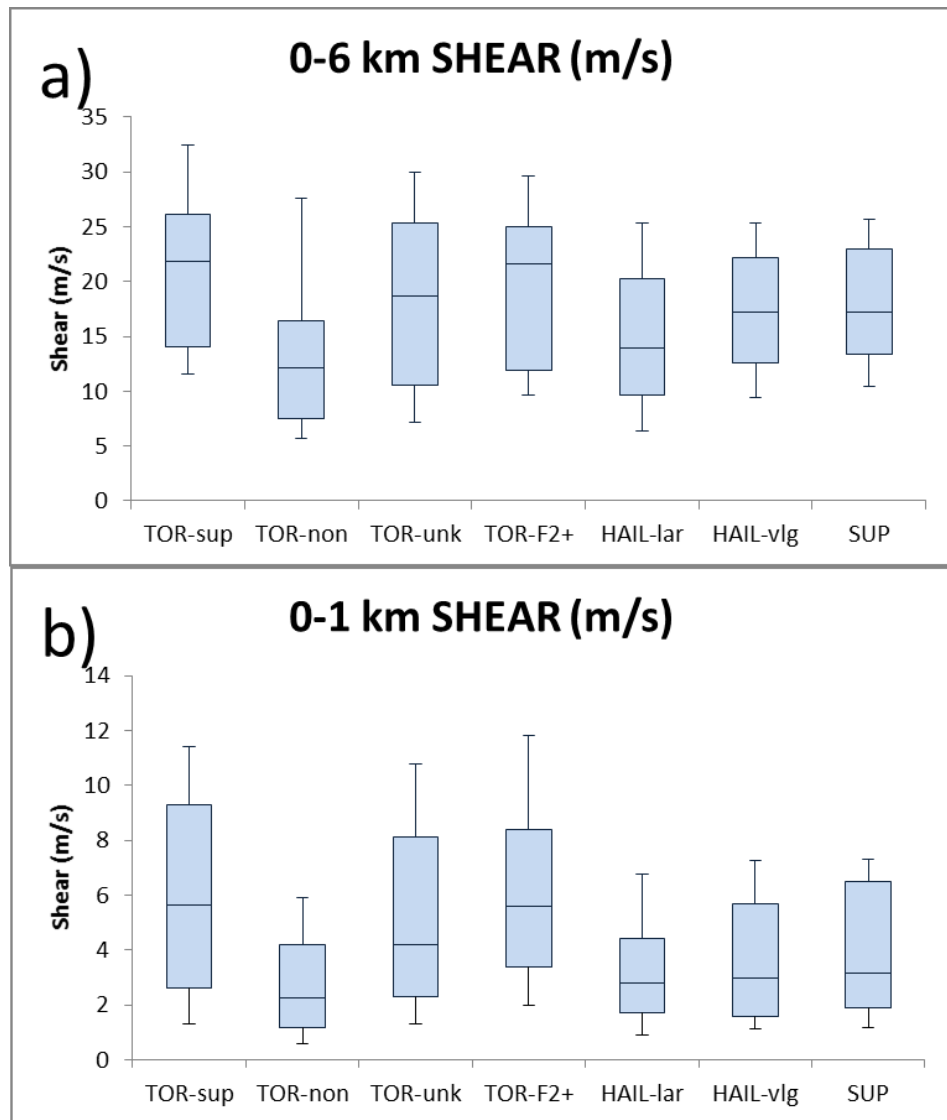 a)
0-6 km SHEAR (m/s)
35
30
25
20
15
10
5
0
Shear (m/s)
TOR-sup TOR-non TOR-unk TOR-F2+ HAIL-lar HAIL-vlg SUP
b)
0-1 km SHEAR (m/s)
14
12
10
8
6
4
2
0
Shear (m/s)
TOR-sup TOR-non TOR-unk TOR-F2+ HAIL-lar HAIL-vlg SUP